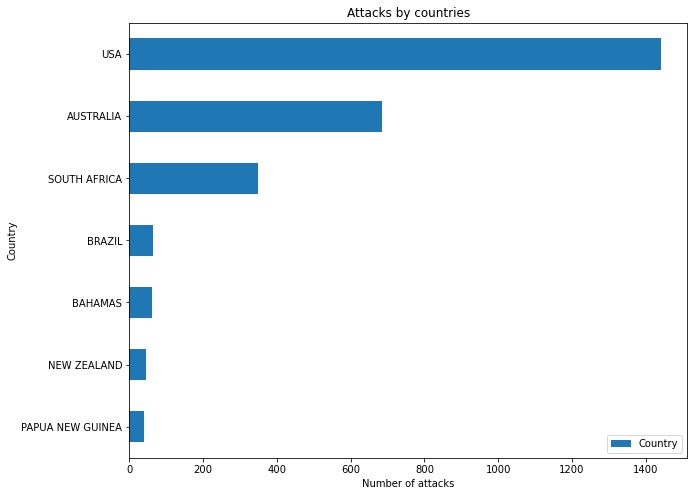 Attacks by countries
USA
AUSTRALIA
SOUTH AFRICA
BRAZIL
BAHAMAS
NEW ZEALAND
PAPUA NEW GUINEA
Country
0 200 400 600 800 1000 1200 1400
Number of attacks
Country